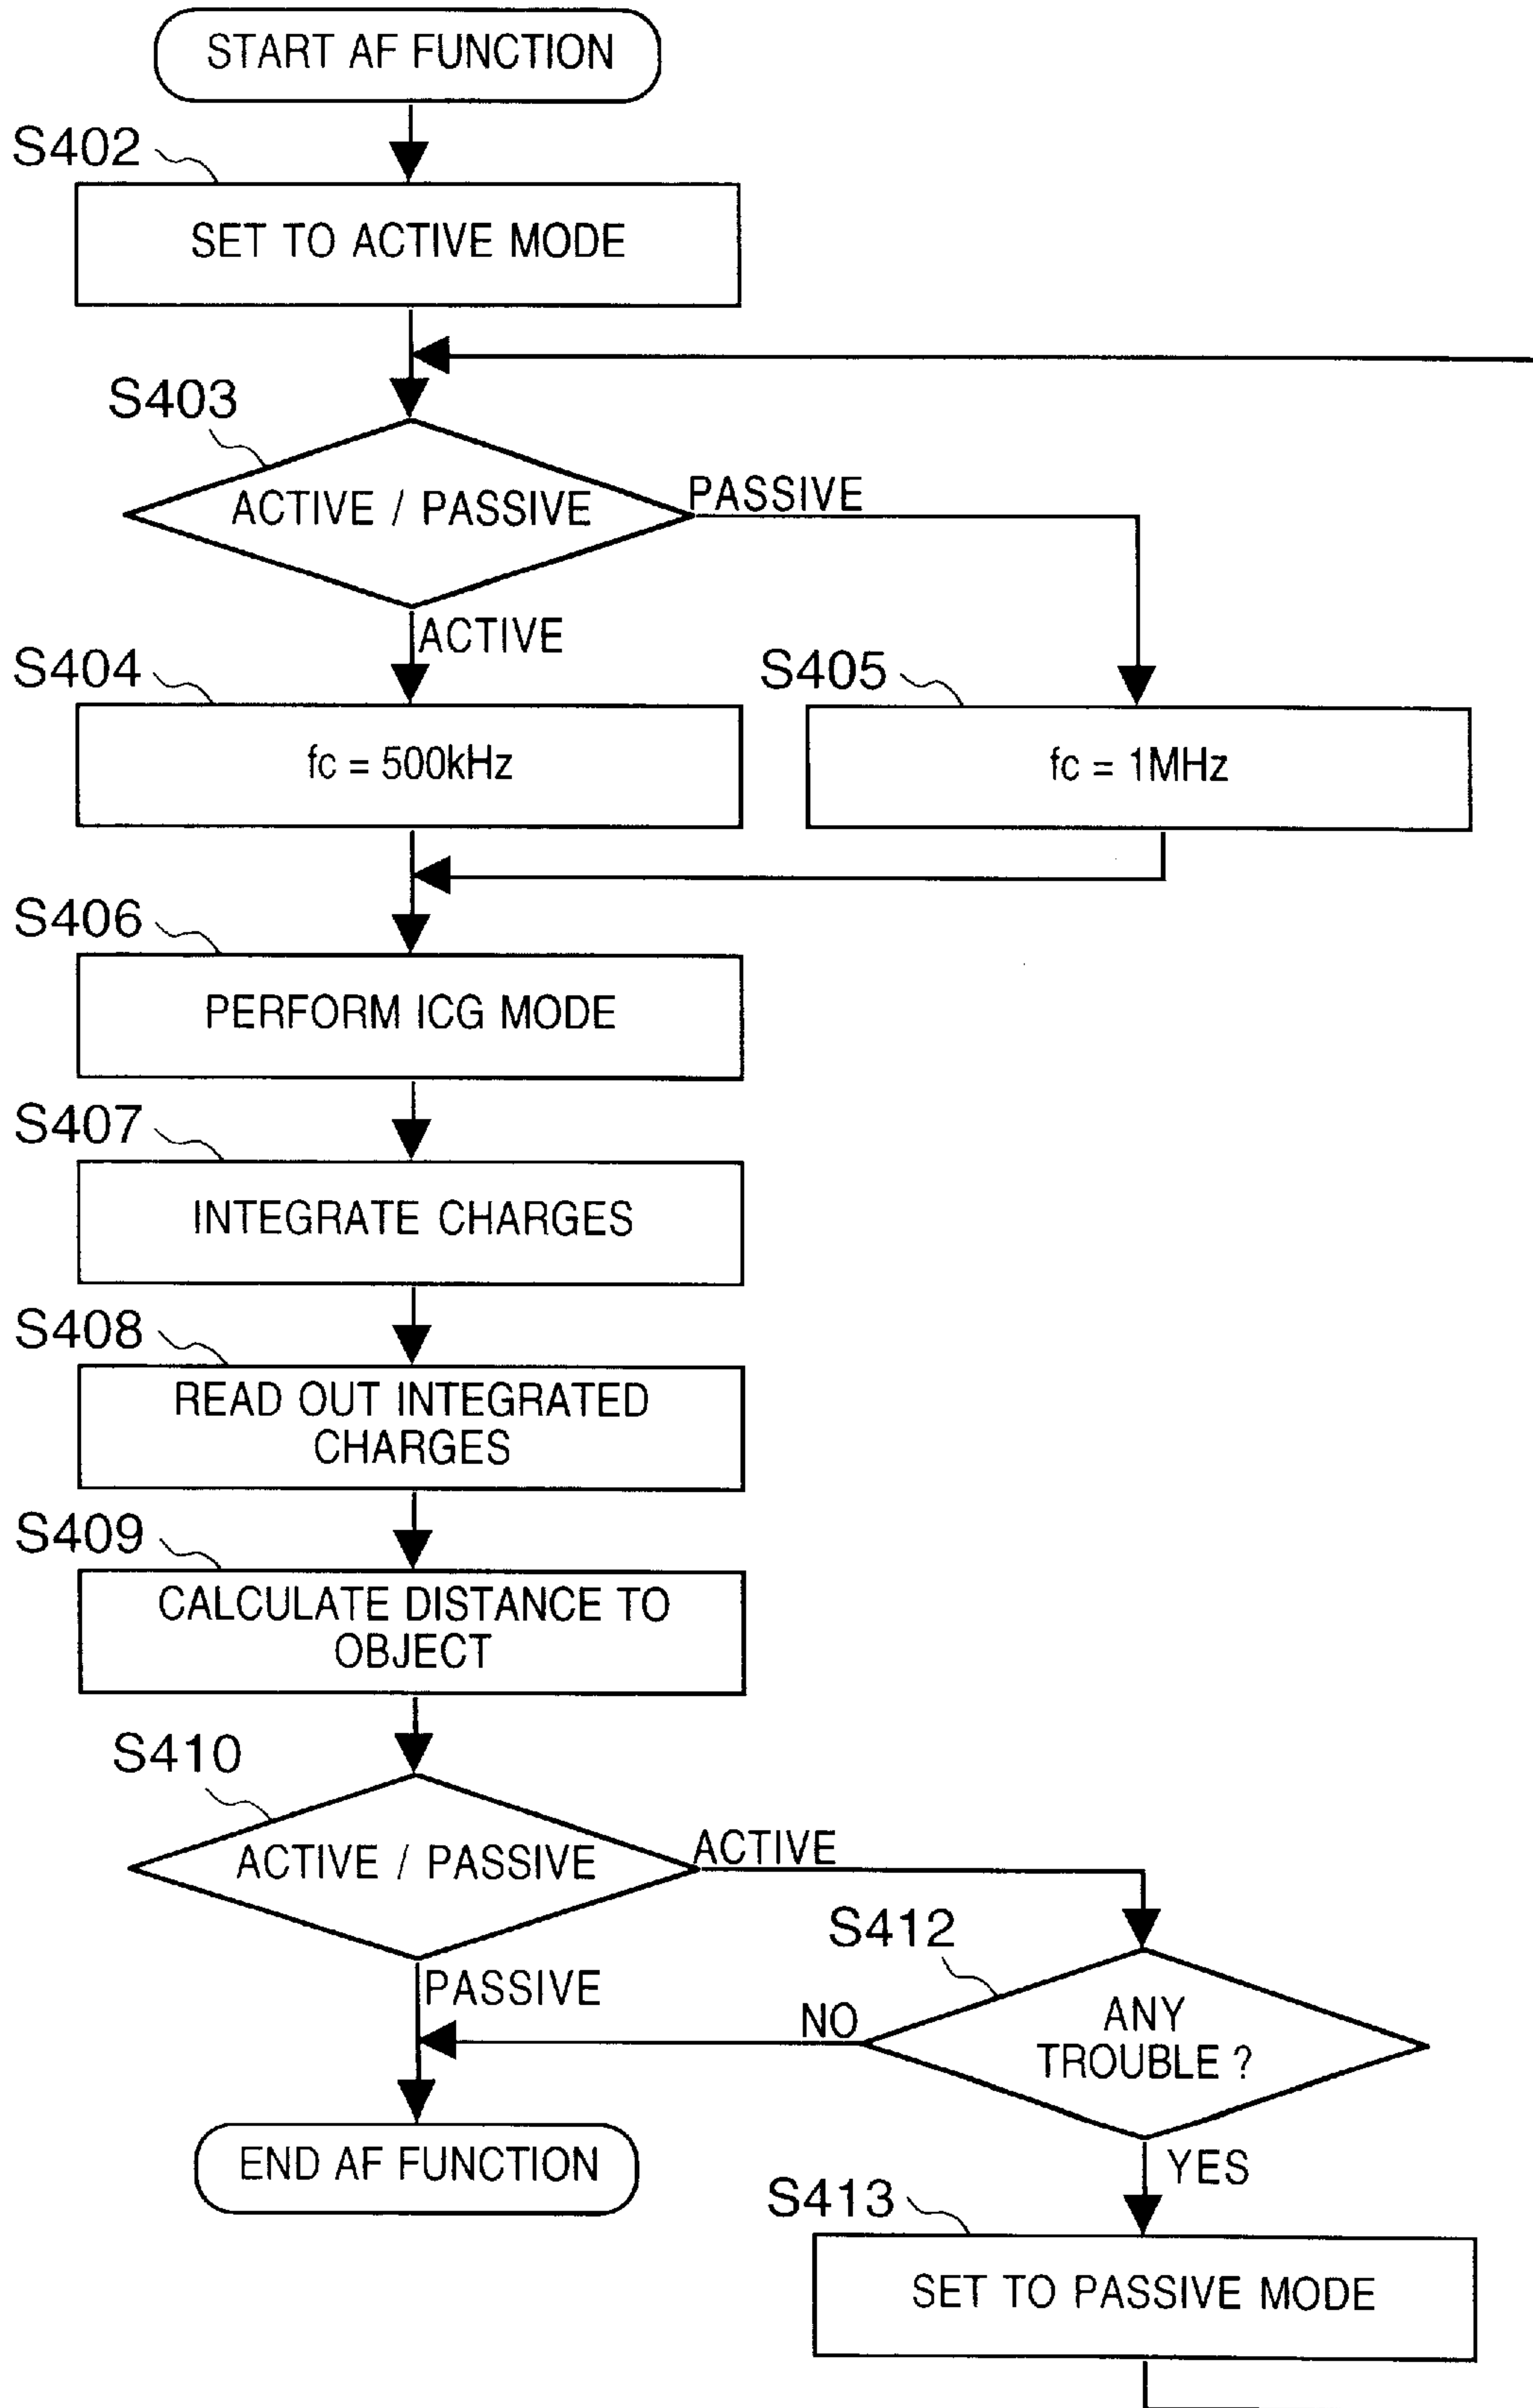 START AF FUNCTION
S402
SET TO ACTIVE MODE
S403
ACTIVE / PASSIVE
PASSIVE
ACTIVE
S404
fc = 500kHz
S405
fc = 1MHz
S406
PERFORM ICG MODE
S407
INTEGRATE CHARGES
S408
READ OUT INTEGRATED
CHARGES
S409
CALCULATE DISTANCE TO
OBJECT
S410
ACTIVE / PASSIVE
ACTIVE
PASSIVE
S412
ANY
TROUBLE ?
NO
YES
END AF FUNCTION
S413
SET TO PASSIVE MODE